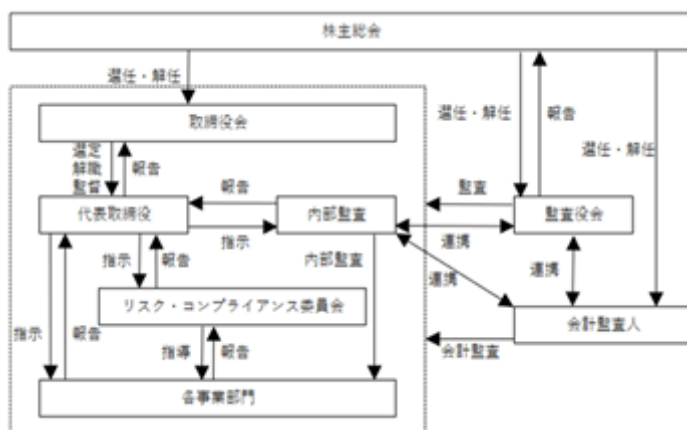 株主総会
選任・解任
取締役会
選任・解任
報告
選任・解任
選定
解職
監督
報告
報告
監査
代表取締役
内部監査
監査役会
指示
連携
指示
報告
内部監査
連携
連携
リスク・コンプライアンス委員会
会計監査人
指示
報告
指導
報告
会計監査
各事業部門